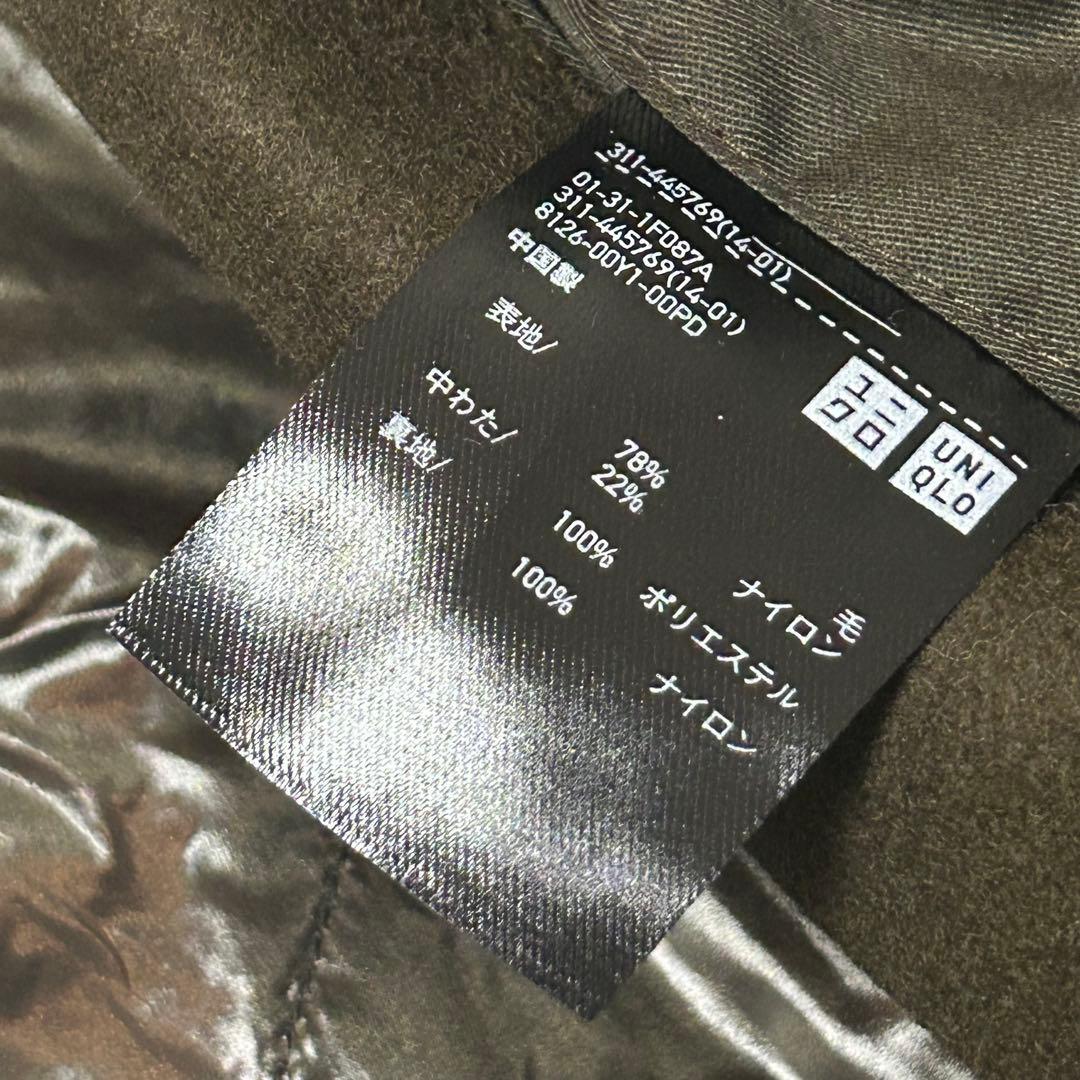 311-445769(14-01)
01-31-1F087A
311-445769(14-01)
8126-00Y1-00PD
中国製
ユニ
クロ
UNI
QLO
表地/
78% 毛
22% ナイロン
中わた/ 100% ポリエステル
裏地/ 100% ナイロン